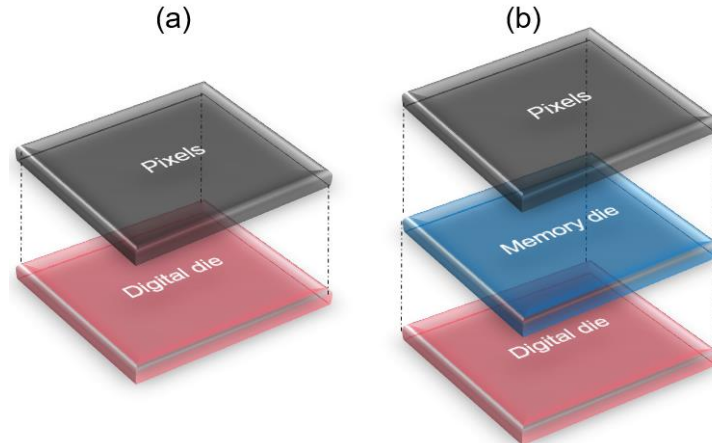 (a)
(b)
Pixels
Digital die
Pixels
Memory die
Digital die